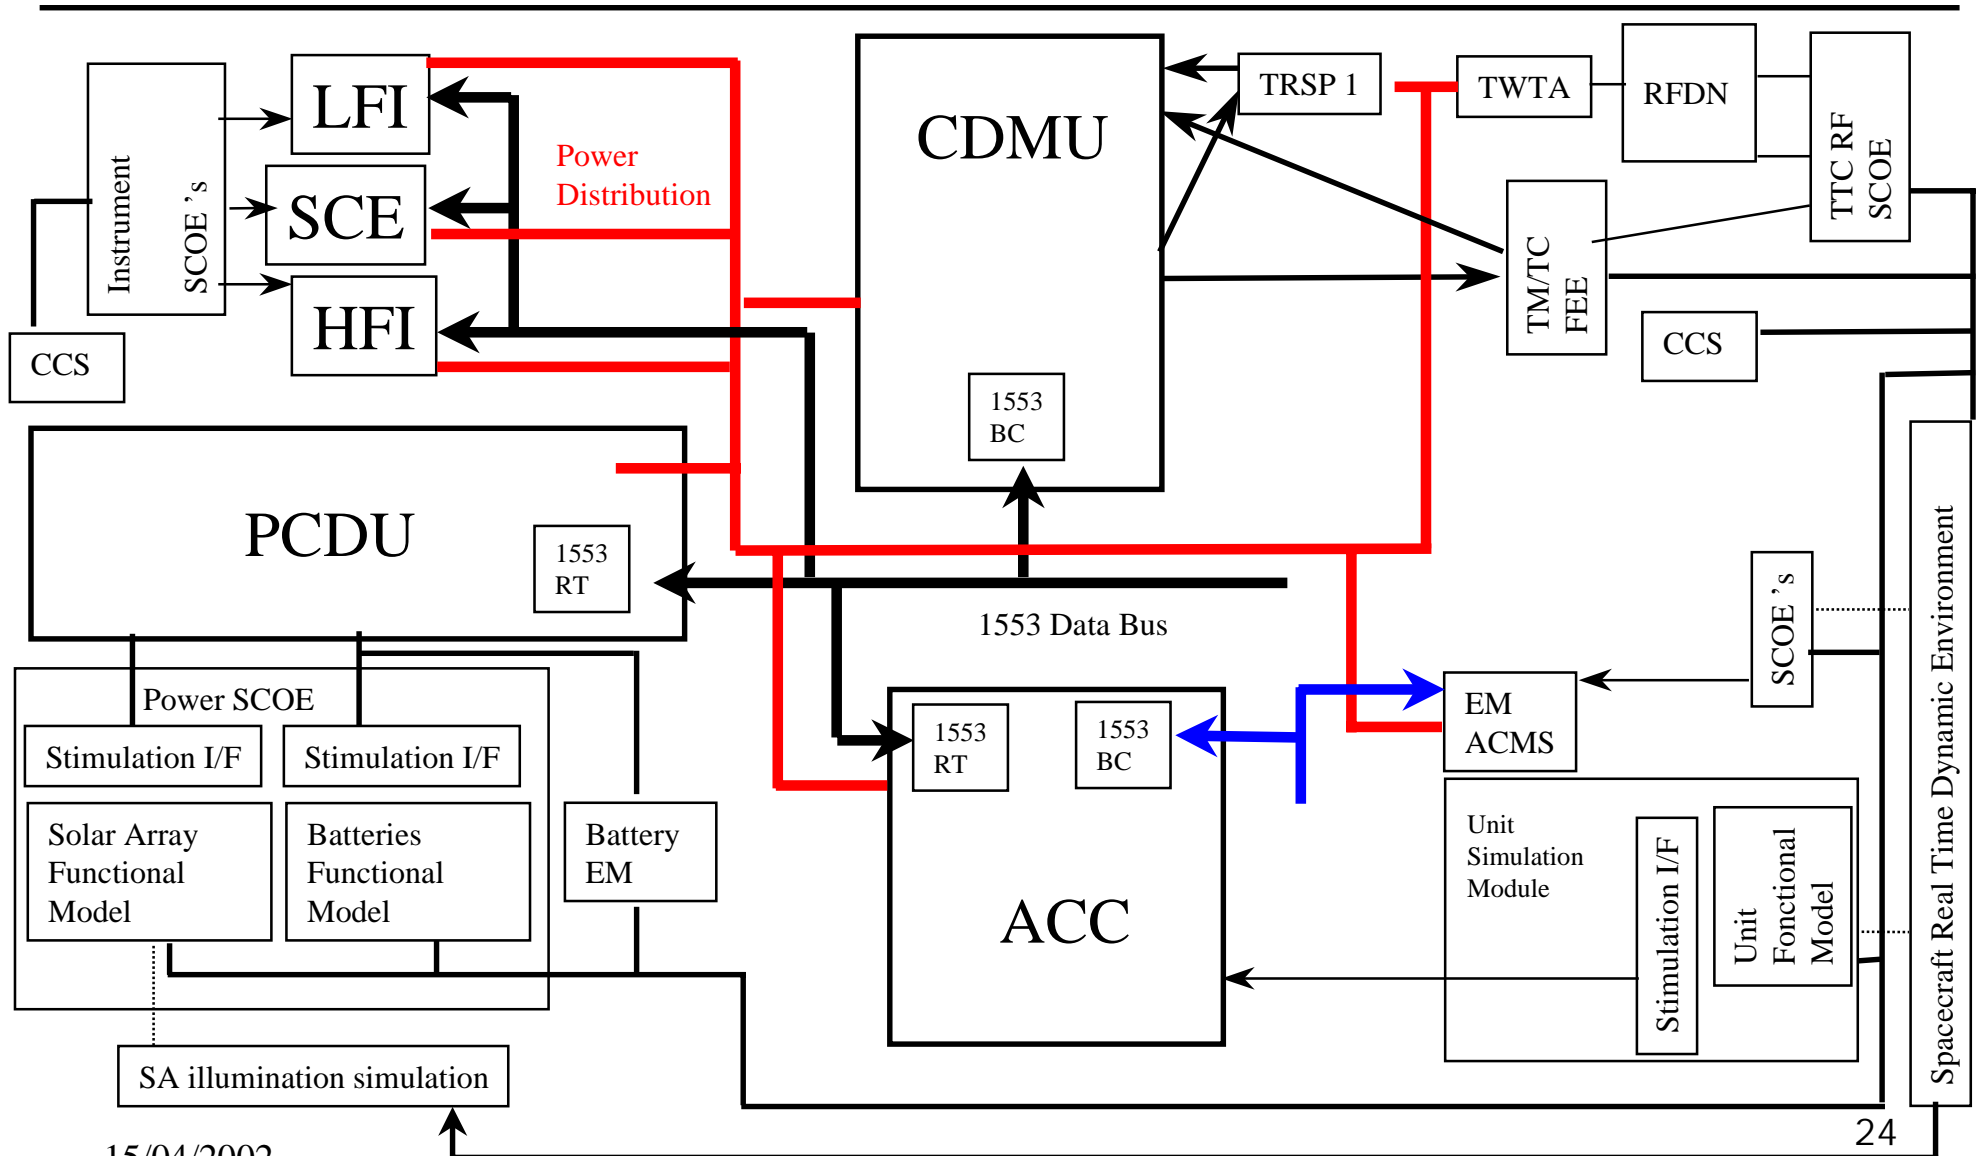 LFI
SCE
HFI
Instrument
SCOE 's
CCS
Power
Distribution
CDMU
1553
BC
TRSP 1
TWTA
RFDN
TTC RF
SCOE
TM/TC
FEE
CCS
PCDU
1553
RT
1553 Data Bus
Power SCOE
Stimulation I/F
Stimulation I/F
Solar Array
Functional
Model
Batteries
Functional
Model
Battery
EM
SA illumination simulation
1553
RT
1553
BC
ACC
EM
ACMS
SCOE 's
Unit
Simulation
Module
Stimulation I/F
Unit
Fonctional
Model
Spacecraft Real Time Dynamic Environment
15/04/2002
24